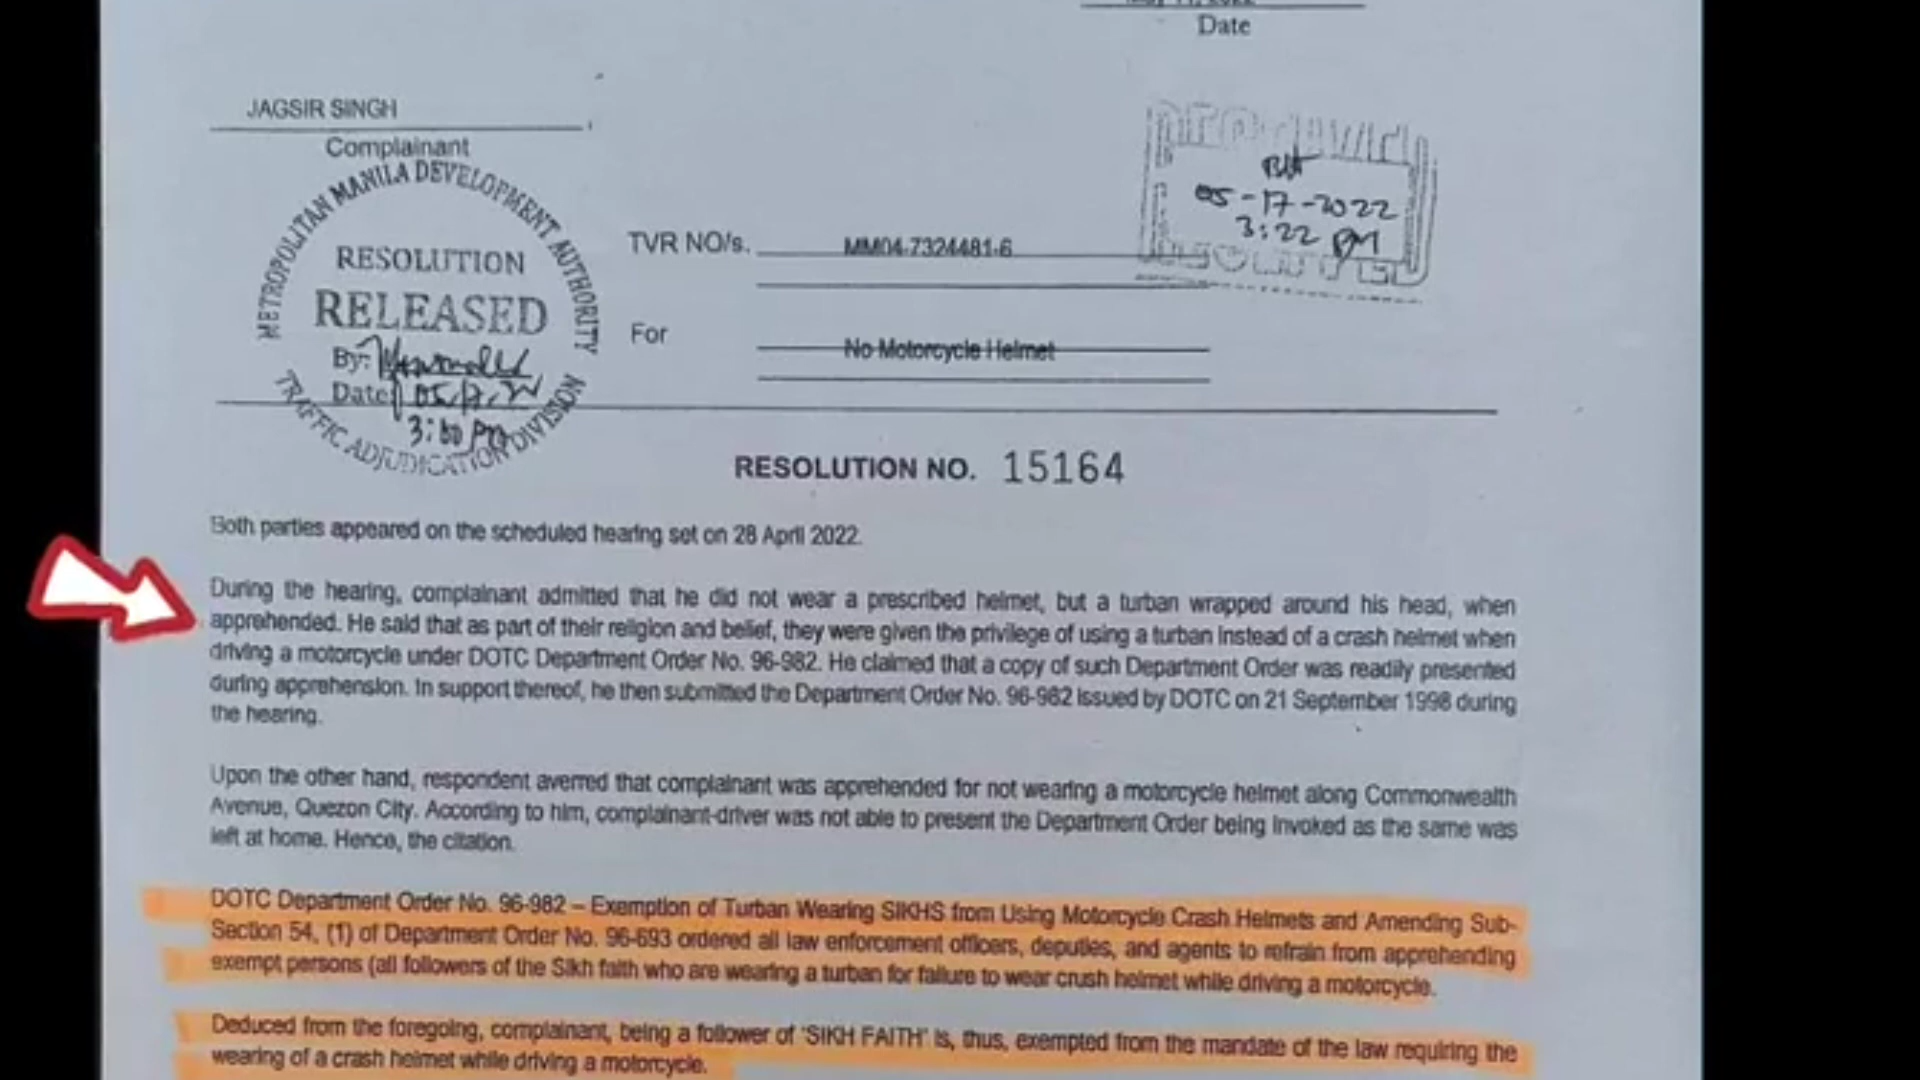 Date
JAGSIR SINGH
Complainant
METROPOLITAN MANILA DEVELOPMENT AUTHORITY
RESOLUTION
RELEASED
By:
Date
3:30 PM
TRAFFIC ADJUDICATION DIVISION
TVR NO/s. MM04-7324481-6
05-17-2022
3:22 PM
For No Motorcycle Helmet
RESOLUTION NO. 15164
Both parties appeared on the scheduled hearing set on 28 April 2022.
During the hearing, complainant admitted that he did not wear a prescribed helmet, but a turban wrapped around his head, when
apprehended. He said that as part of their religion and belief, they were given the privilege of using a turban instead of a crash helmet when
driving a motorcycle under DOTC Department Order No. 96-982. He claimed that a copy of such Department Order was readily presented
during apprehension. In support thereof, he then submitted the Department Order No. 96-982 issued by DOTC on 21 September 1998 during
the hearing.
Upon the other hand, respondent averred that complainant was apprehended for not wearing a motorcycle helmet along Commonwealth
Avenue, Quezon City. According to him, complainant-driver was not able to present the Department Order being invoked as the same was
left at home. Hence, the citation.
DOTC Department Order No. 96-982 – Exemption of Turban Wearing SIKHS from Using Motorcycle Crash Helmets and Amending Sub-
Section 54, (1) of Department Order No. 96-693 ordered all law enforcement officers, deputies, and agents to refrain from apprehending
exempt persons (all followers of the Sikh faith who are wearing a turban for failure to wear crush helmet while driving a motorcycle.
Deduced from the foregoing, complainant, being a follower of 'SIKH FAITH' is, thus, exempted from the mandate of the law requiring the
wearing of a crash helmet while driving a motorcycle.